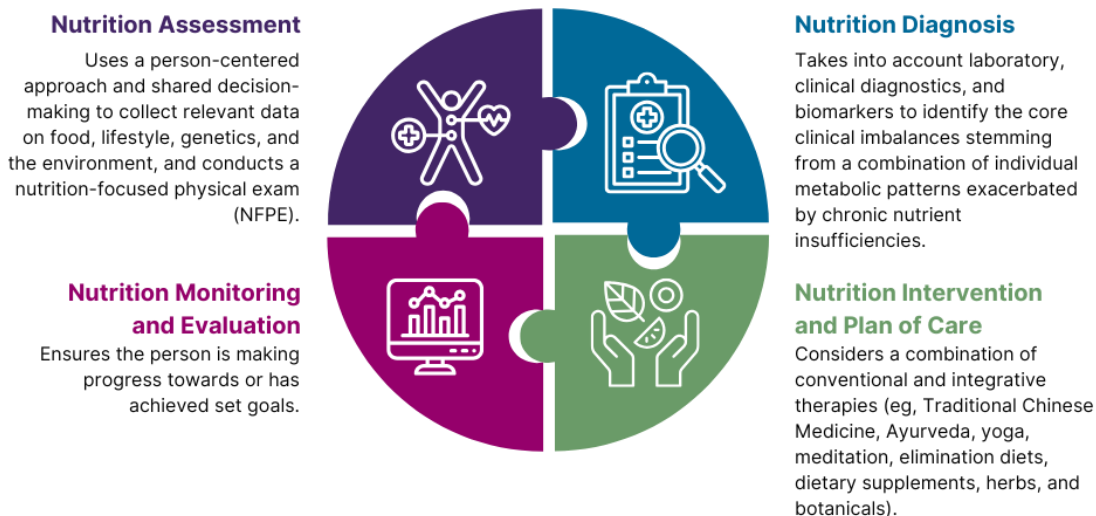 Nutrition Assessment
Uses a person-centered
approach and shared decision-
making to collect relevant data
on food, lifestyle, genetics, and
the environment, and conducts a
nutrition-focused physical exam
(NFPE).
Nutrition Diagnosis
Takes into account laboratory,
clinical diagnostics, and
biomarkers to identify the core
clinical imbalances stemming
from a combination of individual
metabolic patterns exacerbated
by chronic nutrient
insufficiencies.
Nutrition Monitoring
and Evaluation
Ensures the person is making
progress towards or has
achieved set goals.
Nutrition Intervention
and Plan of Care
Considers a combination of
conventional and integrative
therapies (eg, Traditional Chinese
Medicine, Ayurveda, yoga,
meditation, elimination diets,
dietary supplements, herbs, and
botanicals).